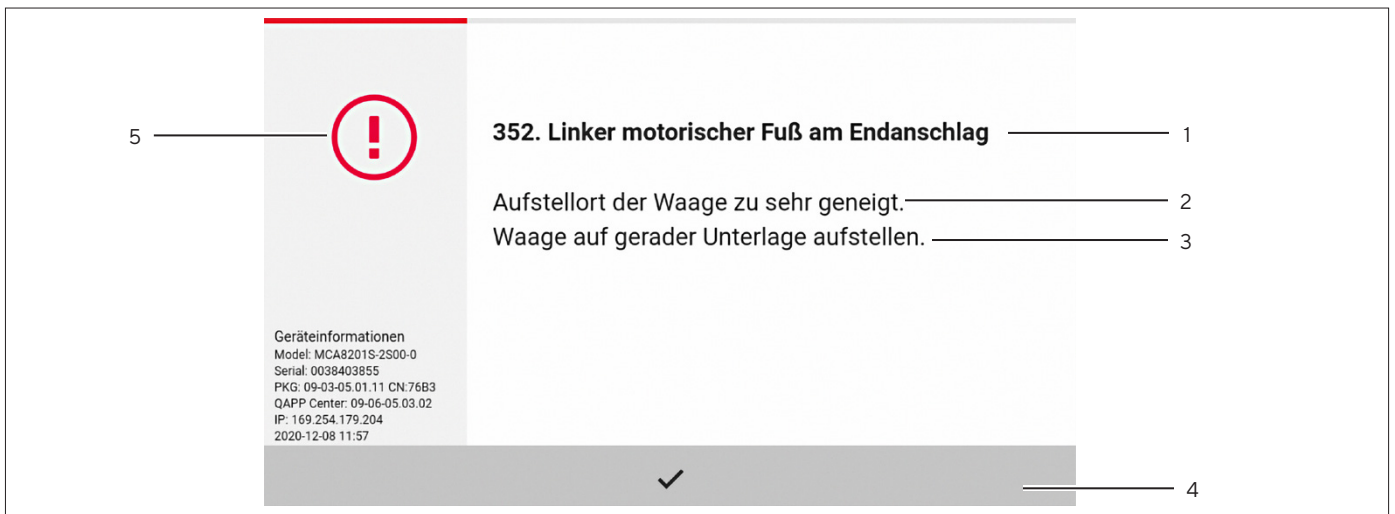 5
352. Linker motorischer Fuß am Endanschlag
1
Aufstellort der Waage zu sehr geneigt.
2
Waage auf gerader Unterlage aufstellen.
3
Geräteinformationen
Model: MCA8201S-2S00-0
Serial: 0038403855
PKG: 09-03-05.01.11 CN:76B3
QAPP Center: 09-06-05.03.02
IP: 169.254.179.204
2020-12-08 11:57
4